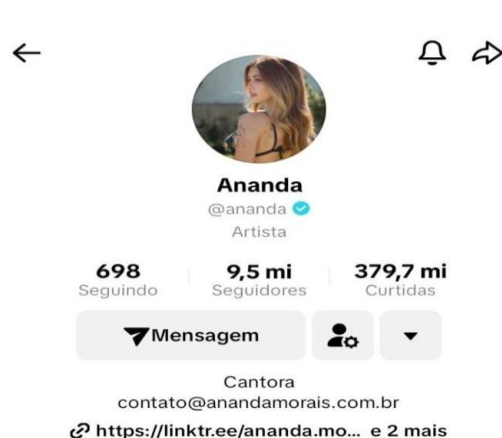 Ananda
@ananda
Artista
698 9,5 mi 379,7 mi
Seguindo Seguidores Curtidas
Mensagem
Cantora
contato@anandamorais.com.br
https://linktr.ee/ananda.mo... e 2 mais